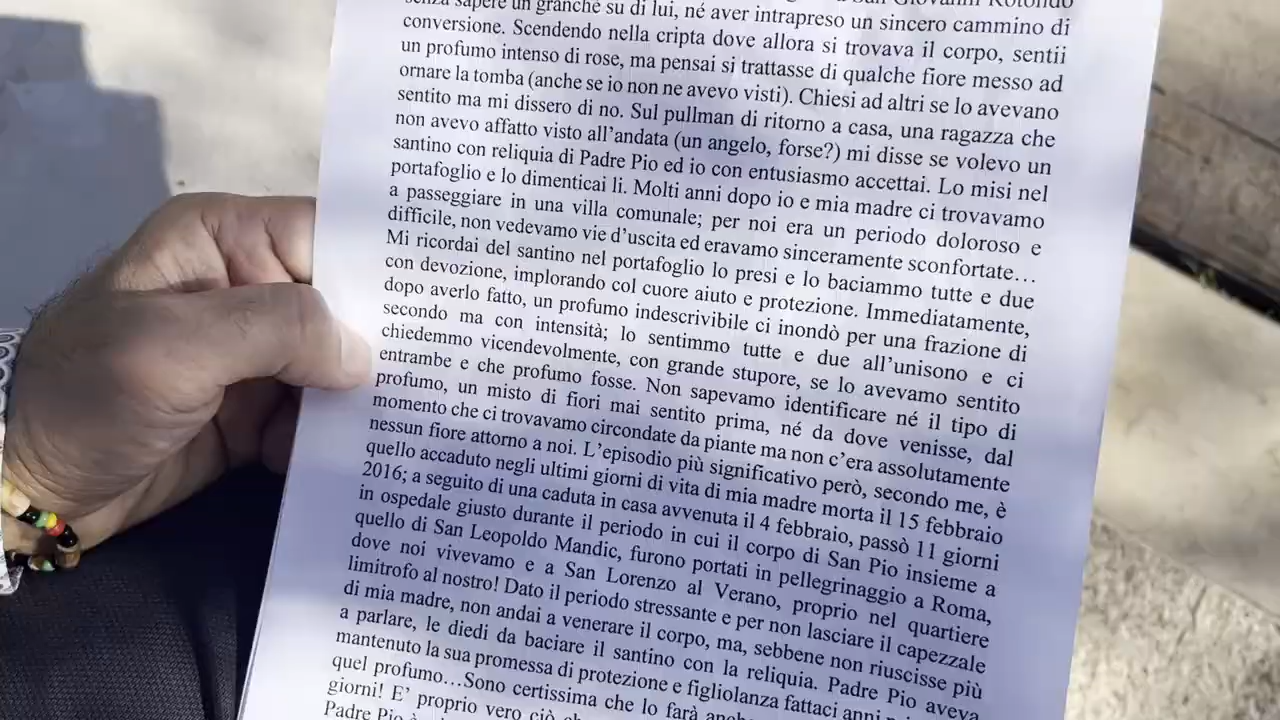 senza sapere un granché su di lui, né aver intrapreso un sincero cammino di
conversione. Scendendo nella cripta dove allora si trovava il corpo, sentii
un profumo intenso di rose, ma pensai si trattasse di qualche fiore messo ad
ornare la tomba (anche se io non ne avevo visti). Chiesi ad altri se lo avevano
sentito ma mi dissero di no. Sul pullman di ritorno a casa, una ragazza che
non avevo affatto visto all’andata (un angelo, forse?) mi disse se volevo un
santino con reliquia di Padre Pio ed io con entusiasmo accettai. Lo misi nel
portafoglio e lo dimenticai lì. Molti anni dopo io e mia madre ci trovavamo
a passeggiare in una villa comunale; per noi era un periodo doloroso e
difficile, non vedevamo vie d’uscita ed eravamo sinceramente sconfortate…
Mi ricordai del santino nel portafoglio lo presi e lo baciammo tutte e due
con devozione, implorando col cuore aiuto e protezione. Immediatamente,
dopo averlo fatto, un profumo indescrivibile ci inondò per una frazione di
secondo ma con intensità; lo sentimmo tutte e due all’unisono e ci
chiedemmo vicendevolmente, con grande stupore, se lo avevamo sentito
entrambe e che profumo fosse. Non sapevamo identificare né il tipo di
profumo, un misto di fiori mai sentito prima, né da dove venisse, dal
momento che ci trovavamo circondate da piante ma non c’era assolutamente
nessun fiore attorno a noi. L’episodio più significativo però, secondo me, è
quello accaduto negli ultimi giorni di vita di mia madre morta il 15 febbraio
2016; a seguito di una caduta in casa avvenuta il 4 febbraio, passò 11 giorni
in ospedale giusto durante il periodo in cui il corpo di San Pio insieme a
quello di San Leopoldo Mandic, furono portati in pellegrinaggio a Roma,
dove noi vivevamo e a San Lorenzo al Verano, proprio nel quartiere
limitrofo al nostro! Dato il periodo stressante e per non lasciare il capezzale
di mia madre, non andai a venerare il corpo, ma, sebbene non riuscisse più
a parlare, le diedi da baciare il santino con la reliquia. Padre Pio aveva
mantenuto la sua promessa di protezione e figliolanza fattaci anni
quel profumo…Sono certissima che lo farà
giorni! E’ proprio vero ciò
Padre Pio è